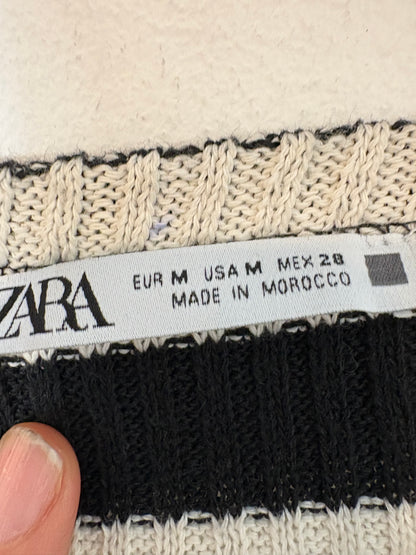 ZARA
EUR M USA M MEX 28
MADE IN MOROCCO